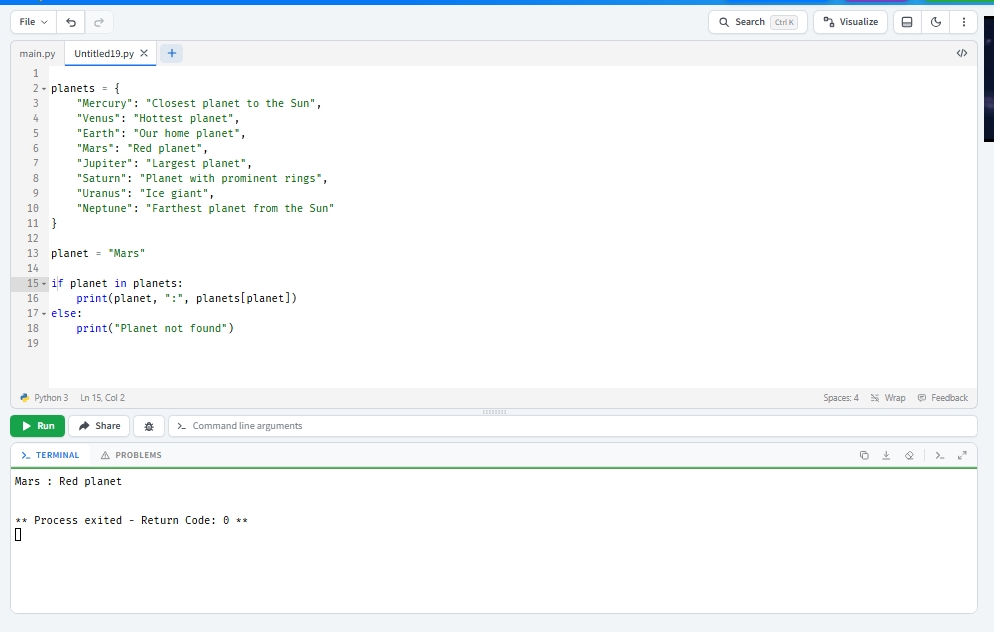 File
Search Ctrl K
Visualize
main.py
Untitled19.py
1
2 planets = {
3     "Mercury": "Closest planet to the Sun",
4     "Venus": "Hottest planet",
5     "Earth": "Our home planet",
6     "Mars": "Red planet",
7     "Jupiter": "Largest planet",
8     "Saturn": "Planet with prominent rings",
9     "Uranus": "Ice giant",
10     "Neptune": "Farthest planet from the Sun"
11 }
12
13 planet = "Mars"
14
15 if planet in planets:
16     print(planet, ":", planets[planet])
17 else:
18     print("Planet not found")
19
Python 3 Ln 15, Col 2 Spaces: 4 Wrap Feedback
Run Share Command line arguments
TERMINAL PROBLEMS
Mars : Red planet
** Process exited - Return Code: 0 **